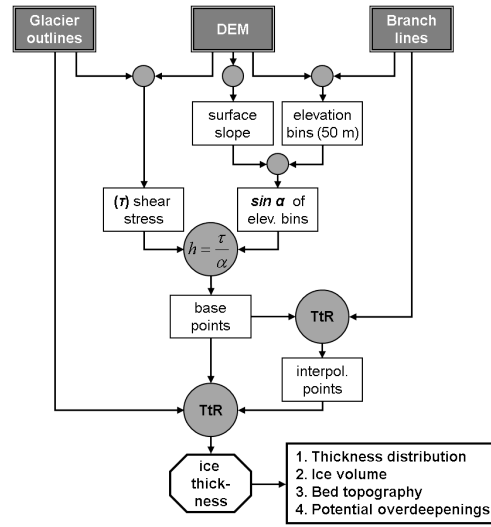 Glacier
outlines
DEM
Branch
lines
surface
slope
elevation
bins (50 m)
(τ) shear
stress
sin α of
elev. bins
h = τ / α
base
points
TtR
interpol.
points
TtR
ice
thick-
ness
1. Thickness distribution
2. Ice volume
3. Bed topography
4. Potential overdeepenings